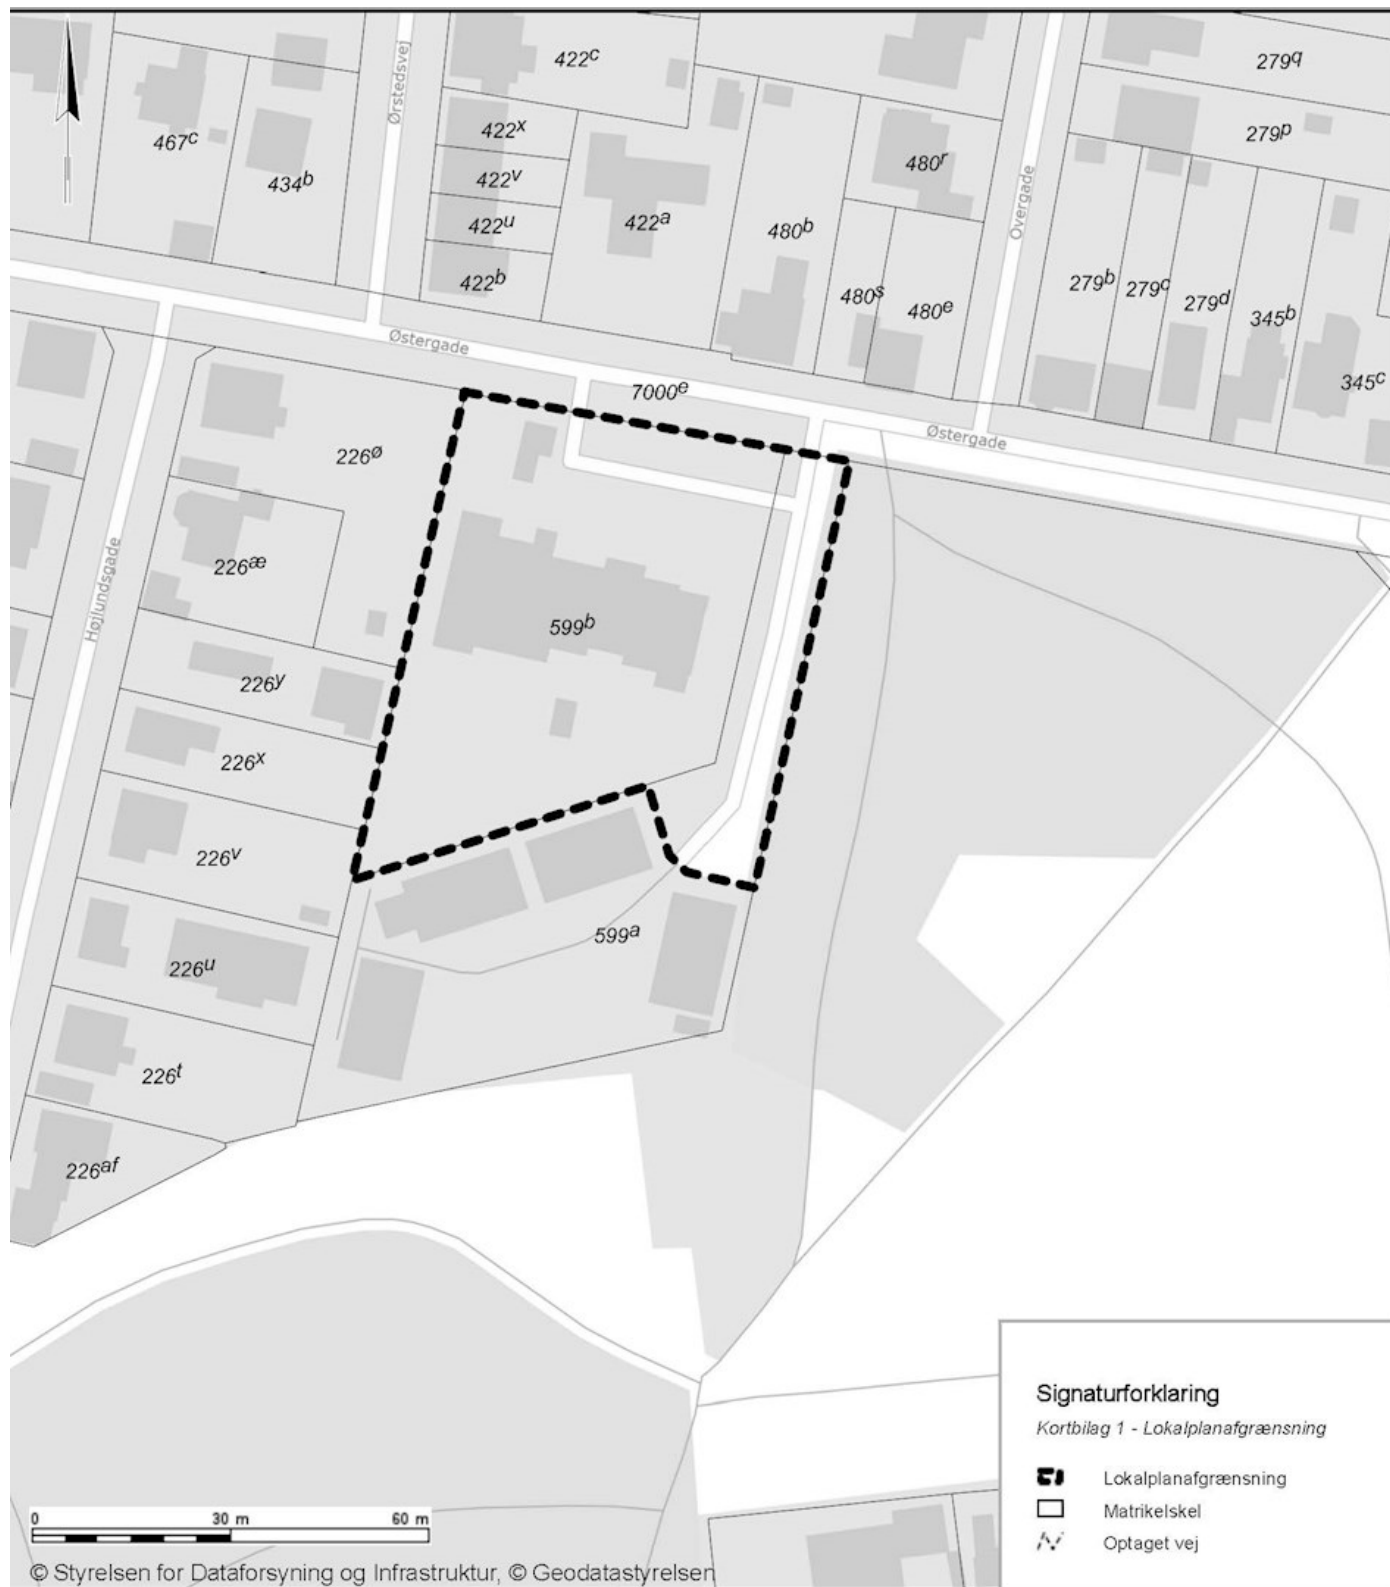 422c
279q
Ørstedsvej
422x
279p
467c
480r
422v
434b
422a
422u
480b
Overgade
422b
279b
279c
480s
279d
480e
345b
Østergade
7000e
345c
Østergade
226ø
226æ
Højlundsgade
599b
226y
226x
226v
599a
226u
226t
226af
Signaturforklaring
Kortbilag 1 - Lokalplanafgrænsning
Lokalplanafgrænsning
Matrikelskel
Optaget vej
0 30 m 60 m
© Styrelsen for Dataforsyning og Infrastruktur, © Geodatastyrelsen